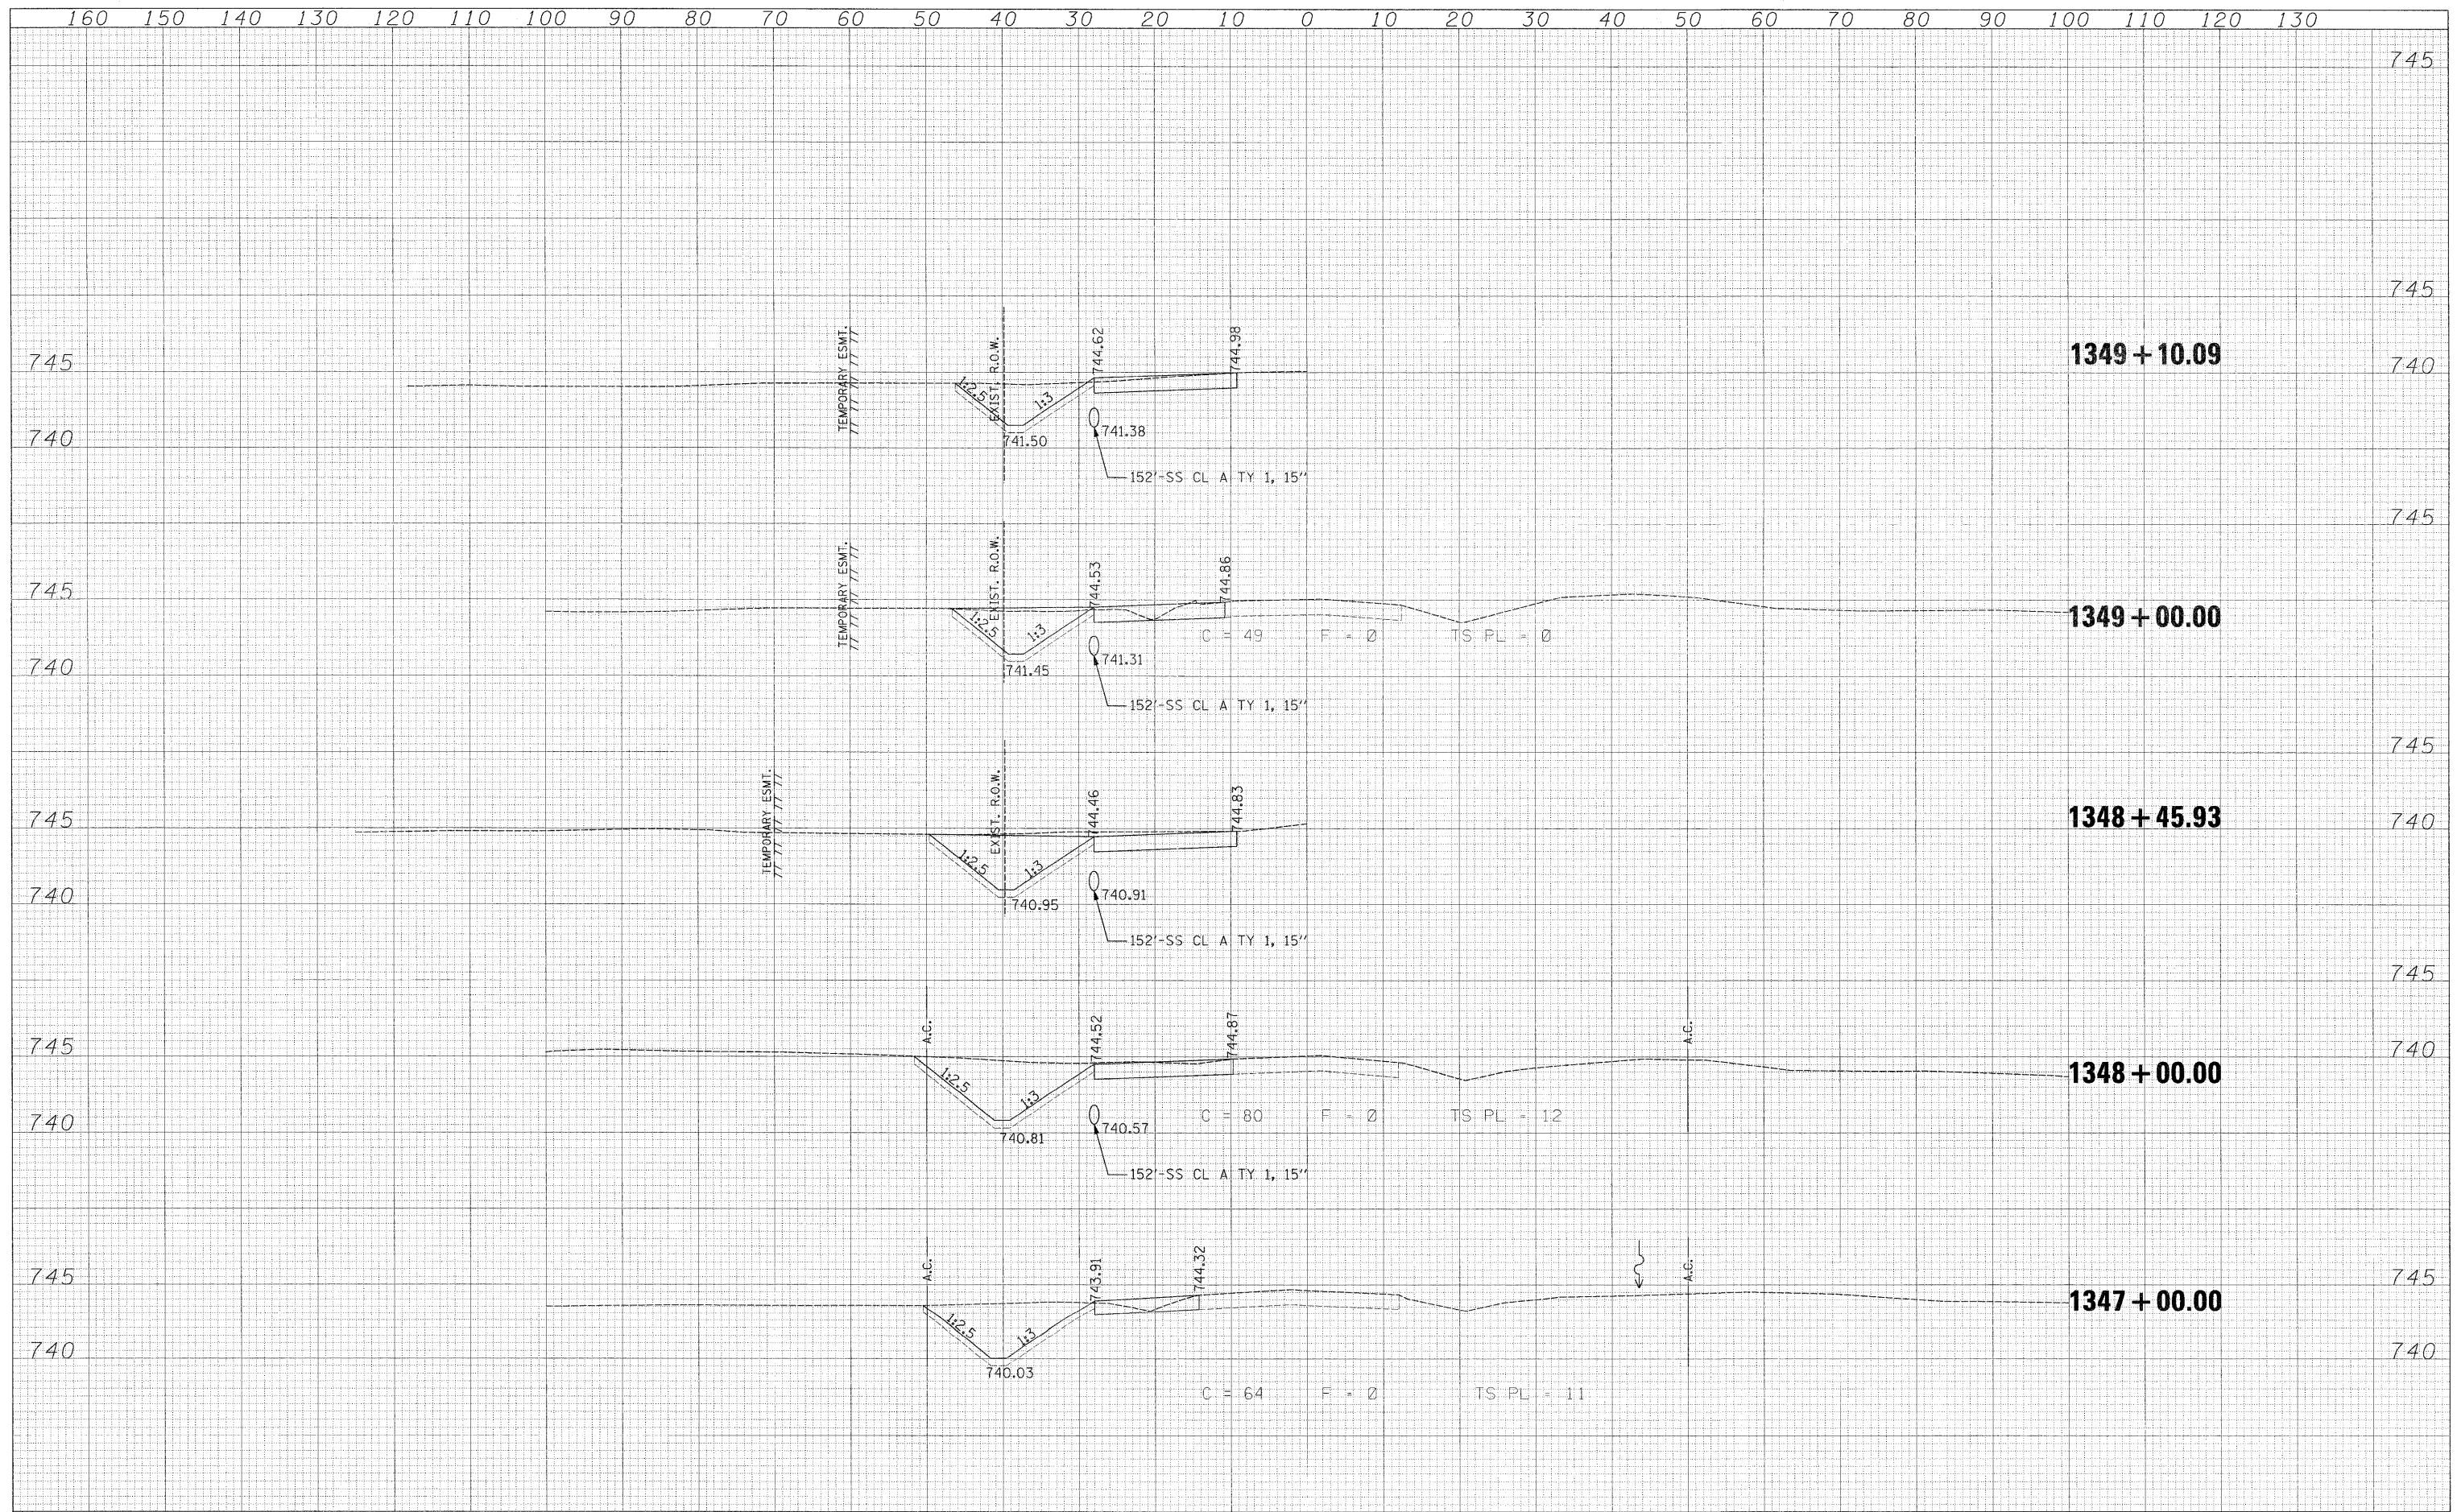 160 150 140 130 120 110 100 90 80 70 60 50 40 30 20 10 0 10 20 30 40 50 60 70 80 90 100 110 120 130
745
745
TEMPORARY ESMT.
EXIST. R.O.W.
744.62
744.98
1349 + 10.09
745
740
1:2.5
1:3
741.38
740
741.50
152'-SS CL A TY 1, 15"
745
TEMPORARY ESMT.
EXIST. R.O.W.
744.53
744.86
745
1349 + 00.00
1:2.5
1:3
C = 49 F = 0 TS PL = 0
741.31
740
741.45
152'-SS CL A TY 1, 15"
745
TEMPORARY ESMT.
EXIST. R.O.W.
744.46
744.83
1348 + 45.93
745
740
1:2.5
1:3
740.91
740
740.95
152'-SS CL A TY 1, 15"
745
A.C.
744.52
744.87
A.C.
745
740
1348 + 00.00
1:2.5
1:3
C = 80 F = 0 TS PL = 12
740
740.57
740.81
152'-SS CL A TY 1, 15"
A.C.
743.91
744.32
A.C.
745
745
1347 + 00.00
1:2.5
1:3
740
740
740.03
C = 64 F = 0 TS PL = 11